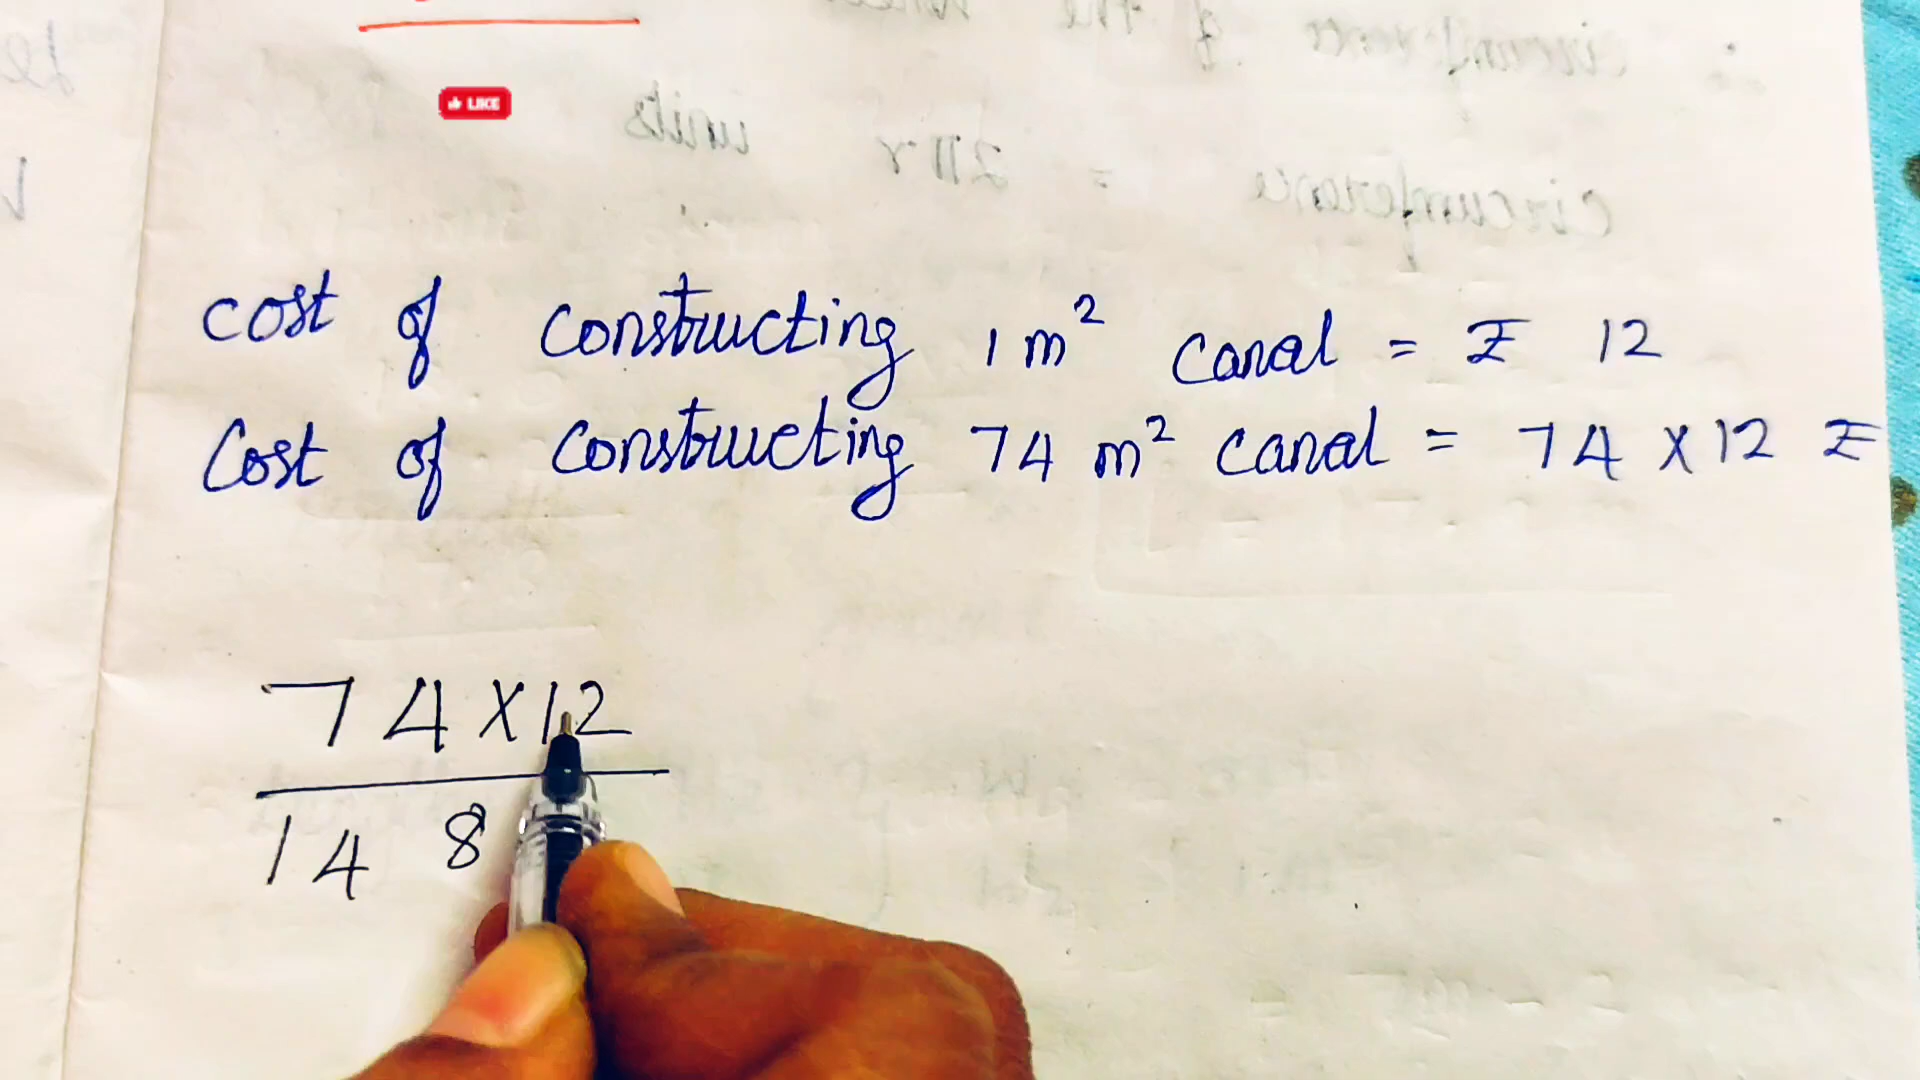 LIKE
Cost of constructing 1 m² canal = ₹ 12
Cost of constructing 74 m² canal = 74 x 12 ₹
74 x 12
14 8